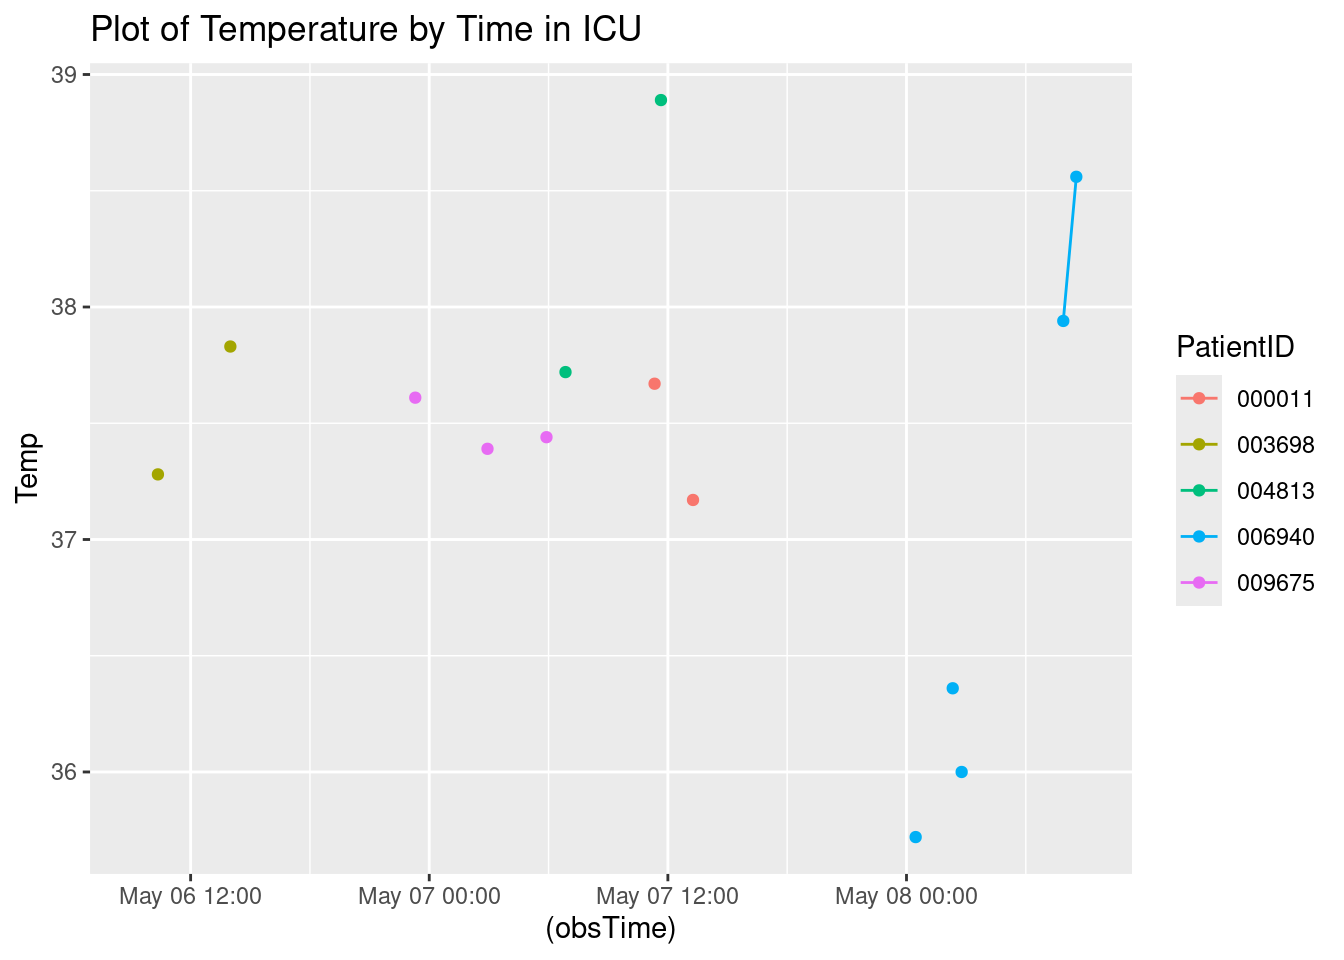 Plot of Temperature by Time in ICU
39
38
37
36
Temp
May 06 12:00
May 07 00:00
May 07 12:00
May 08 00:00
(obsTime)
PatientID
000011
003698
004813
006940
009675